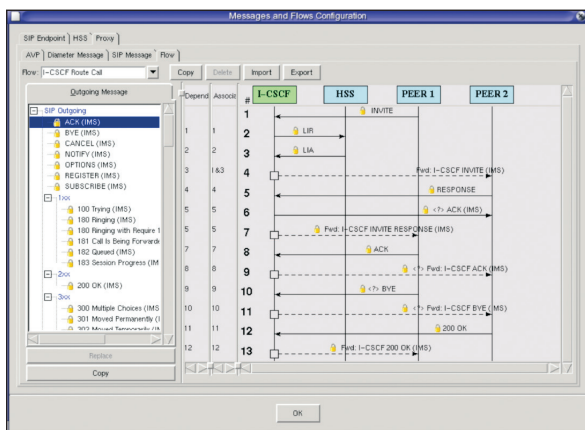 Messages and Flows Configuration
SIP Endpoint HSS Proxy
AVP Diameter Message SIP Message Flow
Flow: I-CSCF Route Call Copy Delete Import Export
Outgoing Message
SIP Outgoing
ACK (IMS)
BYE (IMS)
CANCEL (IMS)
NOTIFY (IMS)
OPTIONS (IMS)
REGISTER (IMS)
SUBSCRIBE (IMS)
1xx
100 Trying (IMS)
180 Ringing (IMS)
180 Ringing with Require 1
181 Call Is Being Forwarde
182 Queued (IMS)
183 Session Progress (IM
2xx
200 OK (IMS)
3xx
300 Multiple Choices (IMS
301 Moved Permanently (I
302 Moved Temporarily (IM
Replace
Copy
Depend Associ # I-CSCF HSS PEER 1 PEER 2
1 INVITE
1 1 2 LIR
2 2 3 LIA
3 1&3 4 Fwd: I-CSCF INVITE (IMS)
4 4 5 RESPONSE
5 5 6 <?> ACK (IMS)
5 5 7 Fwd: I-CSCF INVITE RESPONSE (IMS)
7 7 8 ACK
8 8 9 <?> Fwd: I-CSCF ACK (IMS)
9 9 10 <?> BYE
10 10 11 <?> Fwd: I-CSCF BYE (IMS)
11 11 12 200 OK
12 12 13 Fwd: I-CSCF 200 OK (IMS)
OK